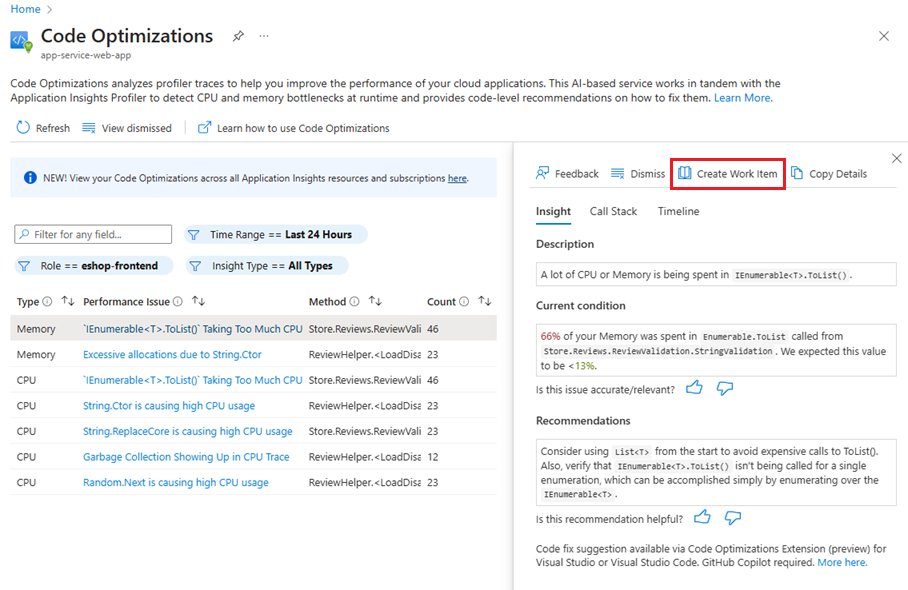 Home
Code Optimizations
app-service-web-app
Code Optimizations analyzes profiler traces to help you improve the performance of your cloud applications. This AI-based service works in tandem with the
Application Insights Profiler to detect CPU and memory bottlenecks at runtime and provides code-level recommendations on how to fix them. Learn More.
Refresh View dismissed Learn how to use Code Optimizations
NEW! View your Code Optimizations across all Application Insights resources and subscriptions here.
Filter for any field...
Time Range == Last 24 Hours
Role == eshop-frontend
Insight Type == All Types
Type Performance Issue Method Count
Memory `IEnumerable<T>.ToList()` Taking Too Much CPU Store.Reviews.ReviewVali 46
Memory Excessive allocations due to String.Ctor ReviewHelper.<LoadDisa 23
CPU `IEnumerable<T>.ToList()` Taking Too Much CPU Store.Reviews.ReviewVali 46
CPU String.Ctor is causing high CPU usage ReviewHelper.<LoadDisa 23
CPU String.ReplaceCore is causing high CPU usage Store.Reviews.ReviewVali 23
CPU Garbage Collection Showing Up in CPU Trace ReviewHelper.<LoadDisa 12
CPU Random.Next is causing high CPU usage ReviewHelper.<LoadDisa 23
Feedback Dismiss Create Work Item Copy Details
Insight Call Stack Timeline
Description
A lot of CPU or Memory is being spent in IEnumerable<T>.ToList().
Current condition
66% of your Memory was spent in Enumerable.ToList called from
Store.Reviews.ReviewValidation.StringValidation. We expected this value
to be <13%.
Is this issue accurate/relevant?
Recommendations
Consider using List<T> from the start to avoid expensive calls to ToList().
Also, verify that IEnumerable<T>.ToList() isn't being called for a single
enumeration, which can be accomplished simply by enumerating over the
IEnumerable<T>.
Is this recommendation helpful?
Code fix suggestion available via Code Optimizations Extension (preview) for
Visual Studio or Visual Studio Code. GitHub Copilot required. More here.